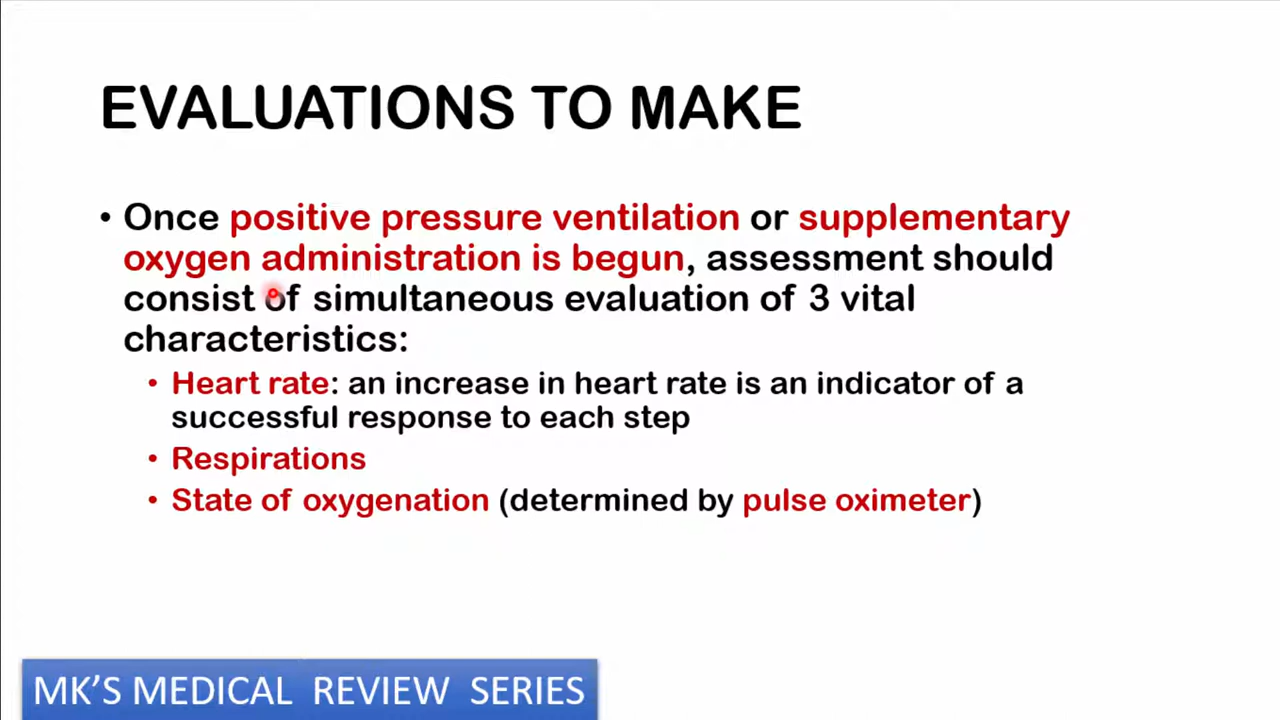 EVALUATIONS TO MAKE
• Once positive pressure ventilation or supplementary
oxygen administration is begun, assessment should
consist of simultaneous evaluation of 3 vital
characteristics:
• Heart rate: an increase in heart rate is an indicator of a
successful response to each step
• Respirations
• State of oxygenation (determined by pulse oximeter)
MK'S MEDICAL REVIEW SERIES